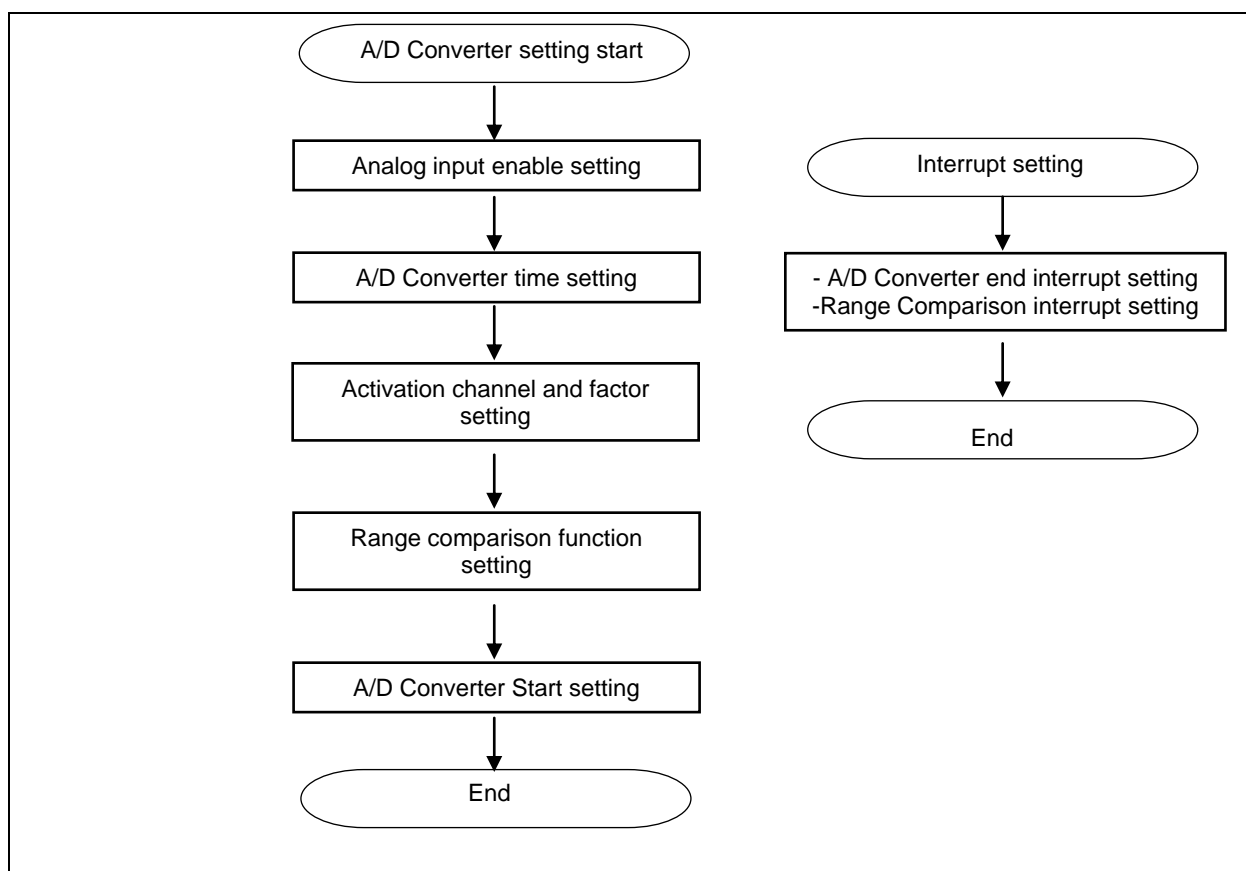 A/D Converter setting start
Analog input enable setting
A/D Converter time setting
Activation channel and factor
setting
Range comparison function
setting
A/D Converter Start setting
End
Interrupt setting
- A/D Converter end interrupt setting
-Range Comparison interrupt setting
End